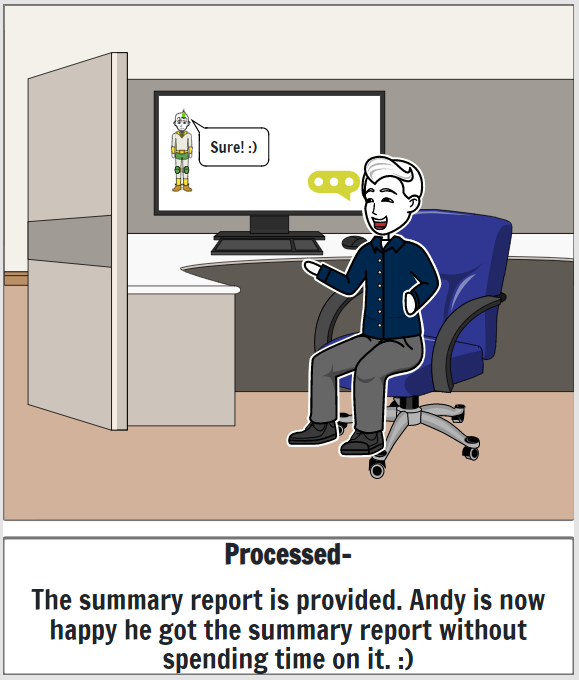 Sure! :)
Processed-
The summary report is provided. Andy is now
happy he got the summary report without
spending time on it. :)